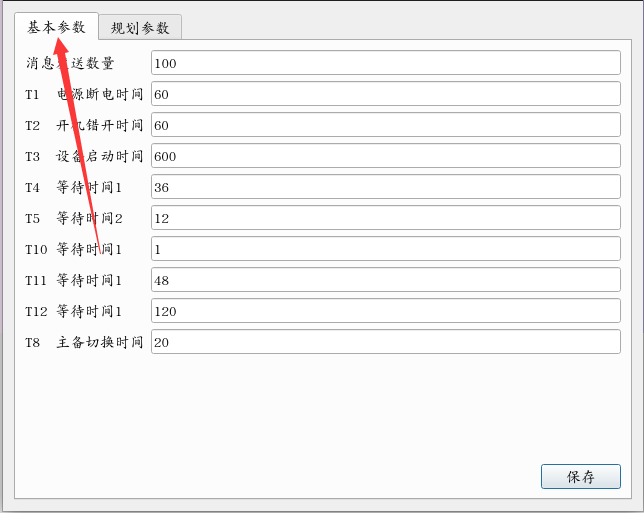 基本参数 规划参数
消息发送数量 100
T1 电源断电时间 60
T2 开机错开时间 60
T3 设备启动时间 600
T4 等待时间1 36
T5 等待时间2 12
T10 等待时间1 1
T11 等待时间1 48
T12 等待时间1 120
T8 主备切换时间 20
保存